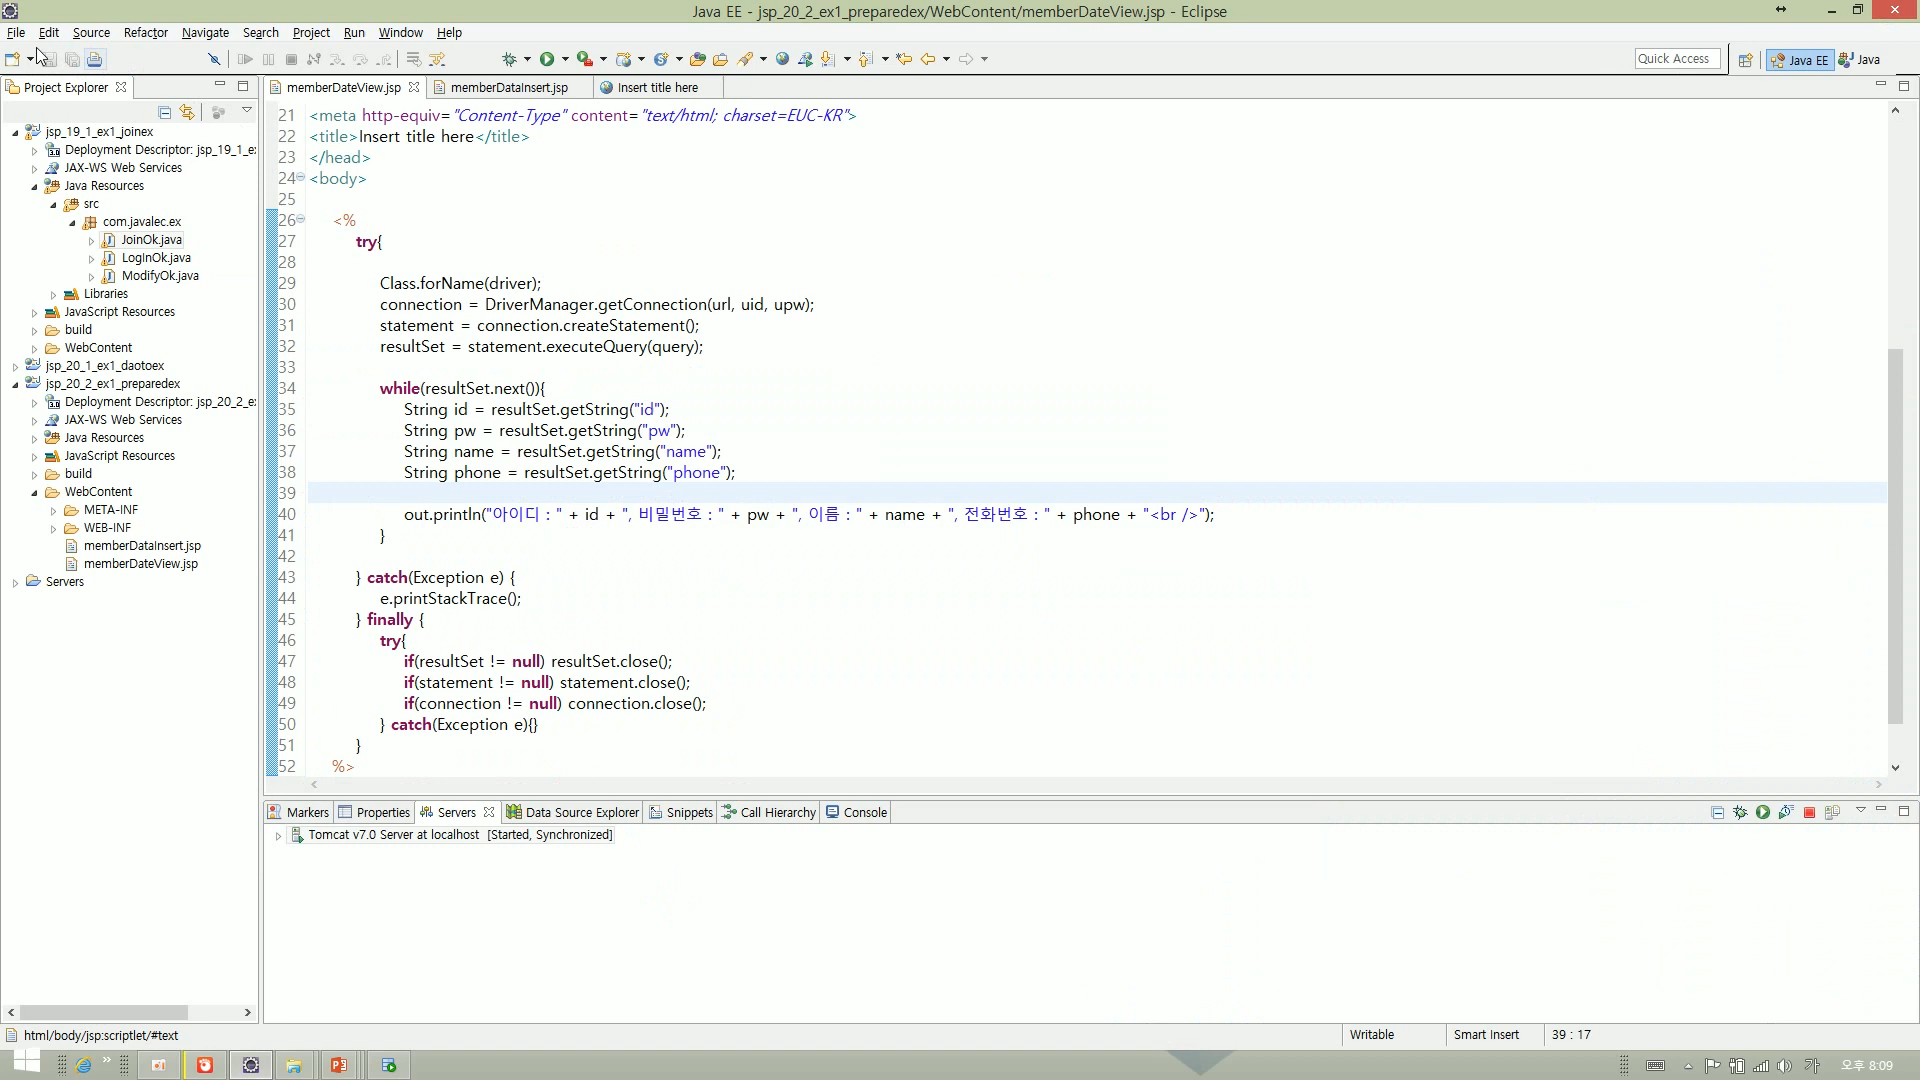 Java EE - jsp_20_2_ex1_preparedex/WebContent/memberDateView.jsp - Eclipse
File Edit Source Refactor Navigate Search Project Run Window Help
Quick Access Java EE Java
Project Explorer
jsp_19_1_ex1_joinex
Deployment Descriptor: jsp_19_1_e
JAX-WS Web Services
Java Resources
src
com.javalec.ex
JoinOk.java
LogInOk.java
ModifyOk.java
Libraries
JavaScript Resources
build
WebContent
jsp_20_1_ex1_daotoex
jsp_20_2_ex1_preparedex
Deployment Descriptor: jsp_20_2_e
JAX-WS Web Services
Java Resources
JavaScript Resources
build
WebContent
META-INF
WEB-INF
memberDataInsert.jsp
memberDateView.jsp
Servers
memberDateView.jsp memberDataInsert.jsp Insert title here
21 <meta http-equiv="Content-Type" content="text/html; charset=EUC-KR">
22 <title>Insert title here</title>
23 </head>
24 <body>
25
26 <%
27 try{
28
29 Class.forName(driver);
30 connection = DriverManager.getConnection(url, uid, upw);
31 statement = connection.createStatement();
32 resultSet = statement.executeQuery(query);
33
34 while(resultSet.next()){
35 String id = resultSet.getString("id");
36 String pw = resultSet.getString("pw");
37 String name = resultSet.getString("name");
38 String phone = resultSet.getString("phone");
39
40 out.println("아이디 : " + id + ", 비밀번호 : " + pw + ", 이름 : " + name + ", 전화번호 : " + phone + "<br />");
41 }
42
43 } catch(Exception e) {
44 e.printStackTrace();
45 } finally {
46 try{
47 if(resultSet != null) resultSet.close();
48 if(statement != null) statement.close();
49 if(connection != null) connection.close();
50 } catch(Exception e){}
51 }
52 %>
Markers Properties Servers Data Source Explorer Snippets Call Hierarchy Console
Tomcat v7.0 Server at localhost [Started, Synchronized]
html/body/jsp:scriptlet/#text Writable Smart Insert 39 : 17
가 오후 8:09